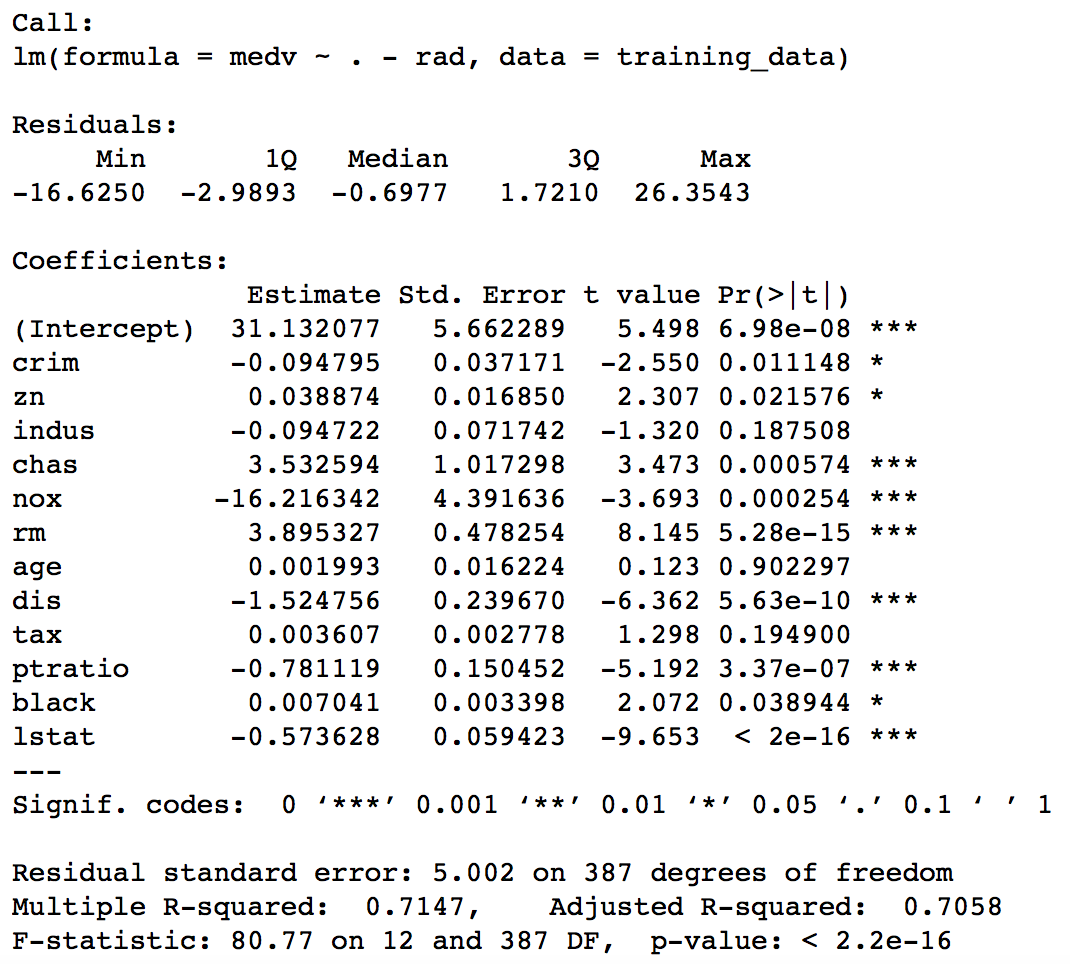 Call:
lm(formula = medv ~ . - rad, data = training_data)
Residuals:
Min 1Q Median 3Q Max
-16.6250 -2.9893 -0.6977 1.7210 26.3543
Coefficients:
Estimate Std. Error t value Pr(>|t|)
(Intercept) 31.132077 5.662289 5.498 6.98e-08 ***
crim -0.094795 0.037171 -2.550 0.011148 *
zn 0.038874 0.016850 2.307 0.021576 *
indus -0.094722 0.071742 -1.320 0.187508
chas 3.532594 1.017298 3.473 0.000574 ***
nox -16.216342 4.391636 -3.693 0.000254 ***
rm 3.895327 0.478254 8.145 5.28e-15 ***
age 0.001993 0.016224 0.123 0.902297
dis -1.524756 0.239670 -6.362 5.63e-10 ***
tax 0.003607 0.002778 1.298 0.194900
ptratio -0.781119 0.150452 -5.192 3.37e-07 ***
black 0.007041 0.003398 2.072 0.038944 *
lstat -0.573628 0.059423 -9.653 < 2e-16 ***
---
Signif. codes: 0 ‘***’ 0.001 ‘**’ 0.01 ‘*’ 0.05 ‘.’ 0.1 ‘ ’ 1
Residual standard error: 5.002 on 387 degrees of freedom
Multiple R-squared: 0.7147, Adjusted R-squared: 0.7058
F-statistic: 80.77 on 12 and 387 DF, p-value: < 2.2e-16